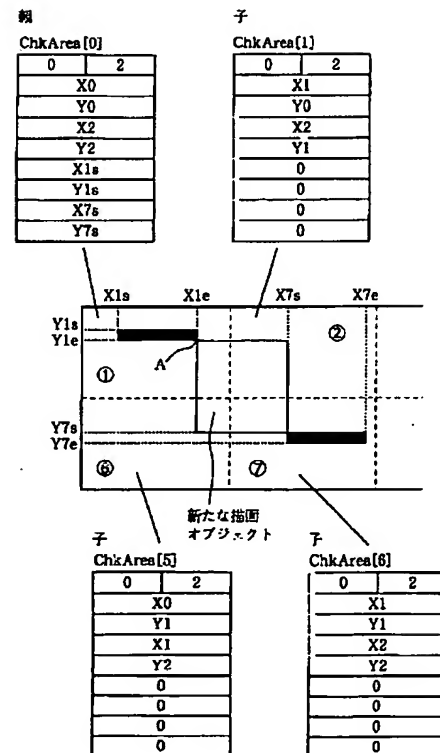 親
ChkArea[0]
0 2
X0
Y0
X2
Y2
X1s
Y1s
X7s
Y7s
子
ChkArea[1]
0 2
X1
Y0
X2
Y1
0
0
0
0
X1s X1e X7s X7e
Y1s
Y1e
A
①
②
Y7s
Y7e
⑥
⑦
新たな描画
オブジェクト
子
ChkArea[5]
0 2
X0
Y1
X1
Y2
0
0
0
0
子
ChkArea[6]
0 2
X1
Y1
X2
Y2
0
0
0
0